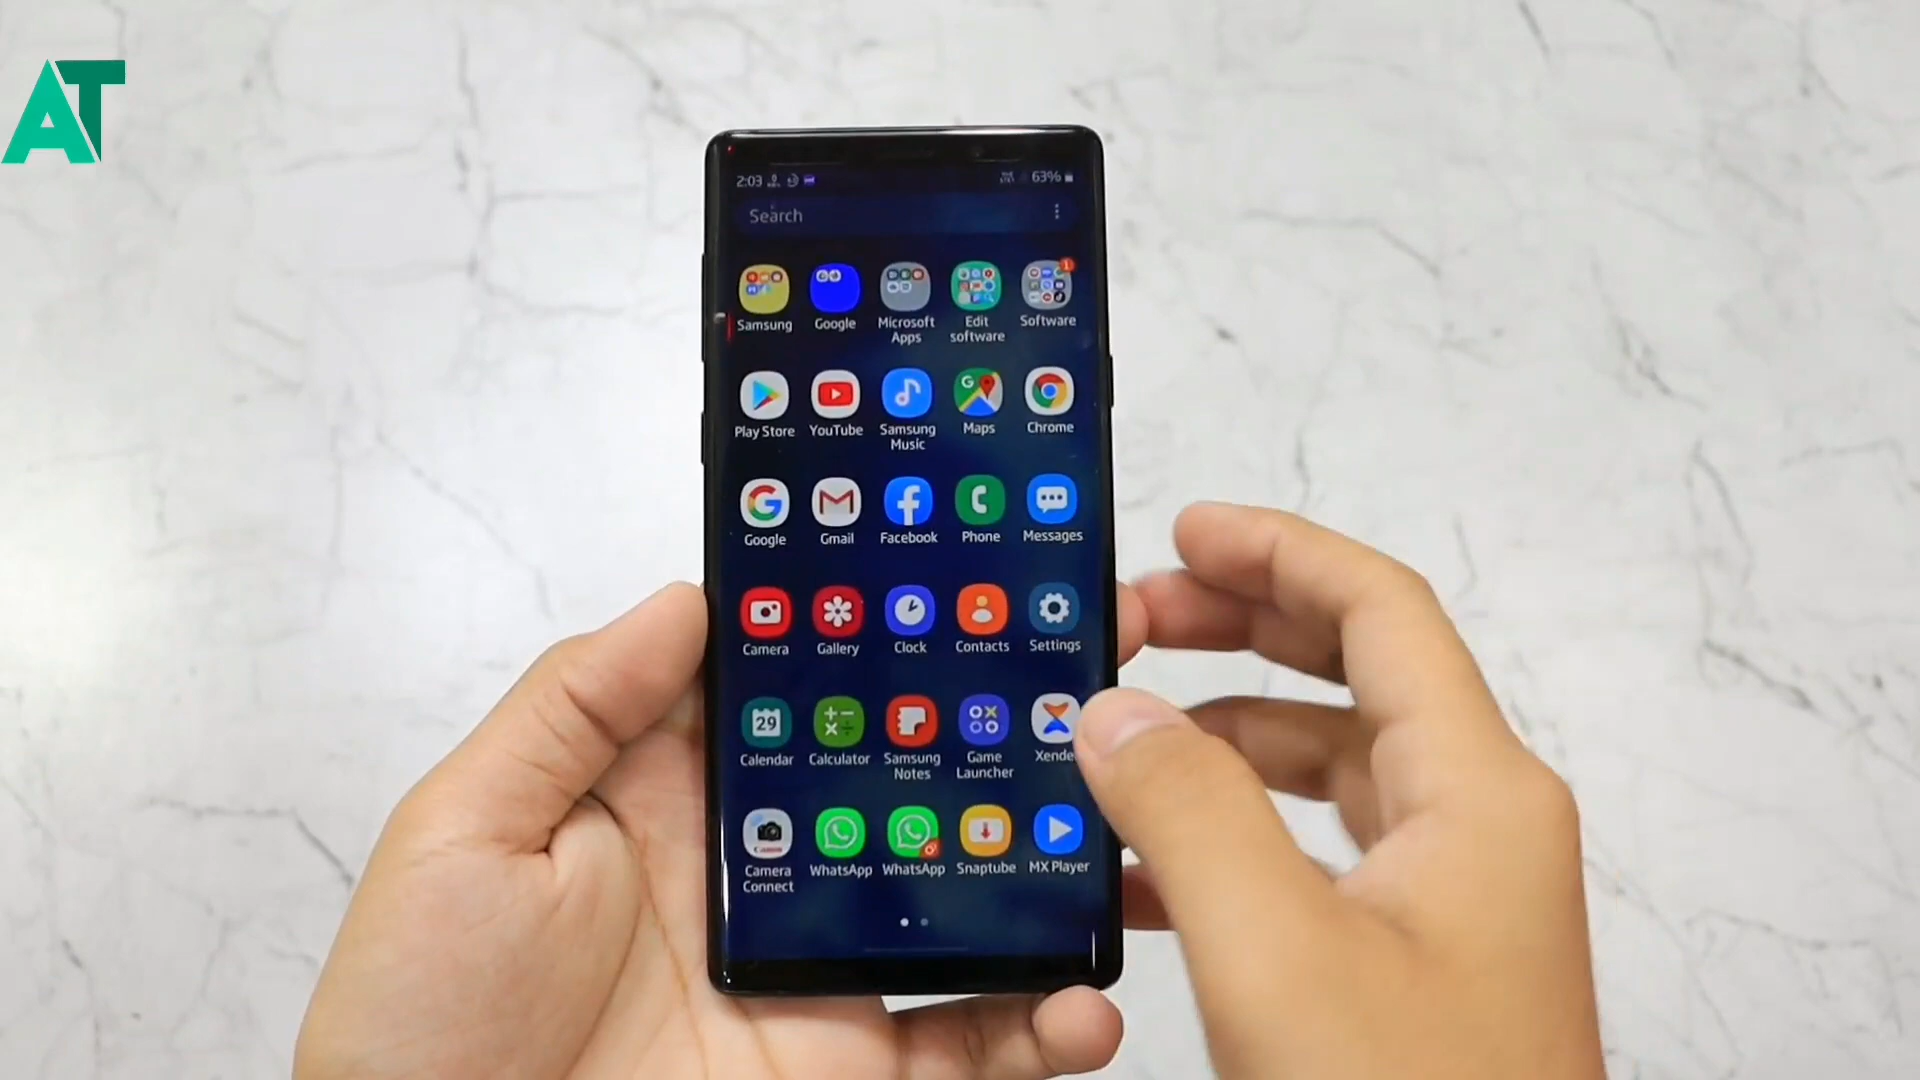 AT
2:03
63%
Search
1
Samsung Google Microsoft Apps Edit software Software
Play Store YouTube Samsung Music Maps Chrome
Google Gmail Facebook Phone Messages
Camera Gallery Clock Contacts Settings
29
Calendar Calculator Samsung Notes Game Launcher Xende
Canon
Camera Connect WhatsApp WhatsApp Snaptube MX Player